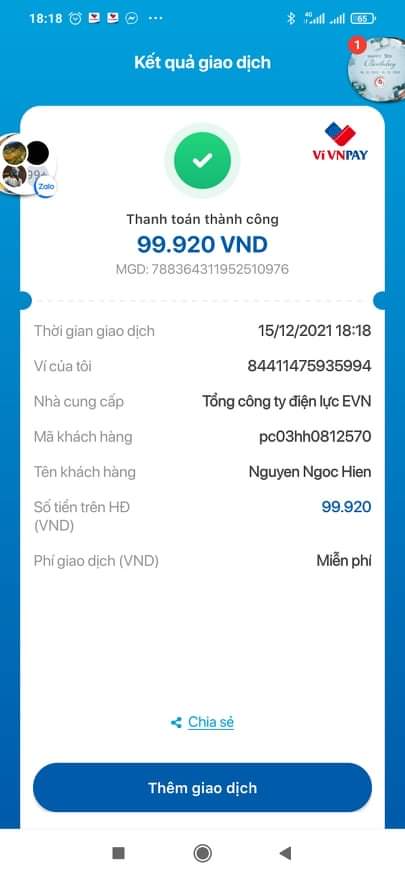 18:18
4G
65
Kết quả giao dịch
1
Ví VNPAY
Zalo
Thanh toán thành công
99.920 VND
MGD: 788364311952510976
Thời gian giao dịch 15/12/2021 18:18
Ví của tôi 84411475935994
Nhà cung cấp Tổng công ty điện lực EVN
Mã khách hàng pc03hh0812570
Tên khách hàng Nguyen Ngoc Hien
Số tiền trên HĐ 99.920
(VND)
Phí giao dịch (VND) Miễn phí
Chia sẻ
Thêm giao dịch